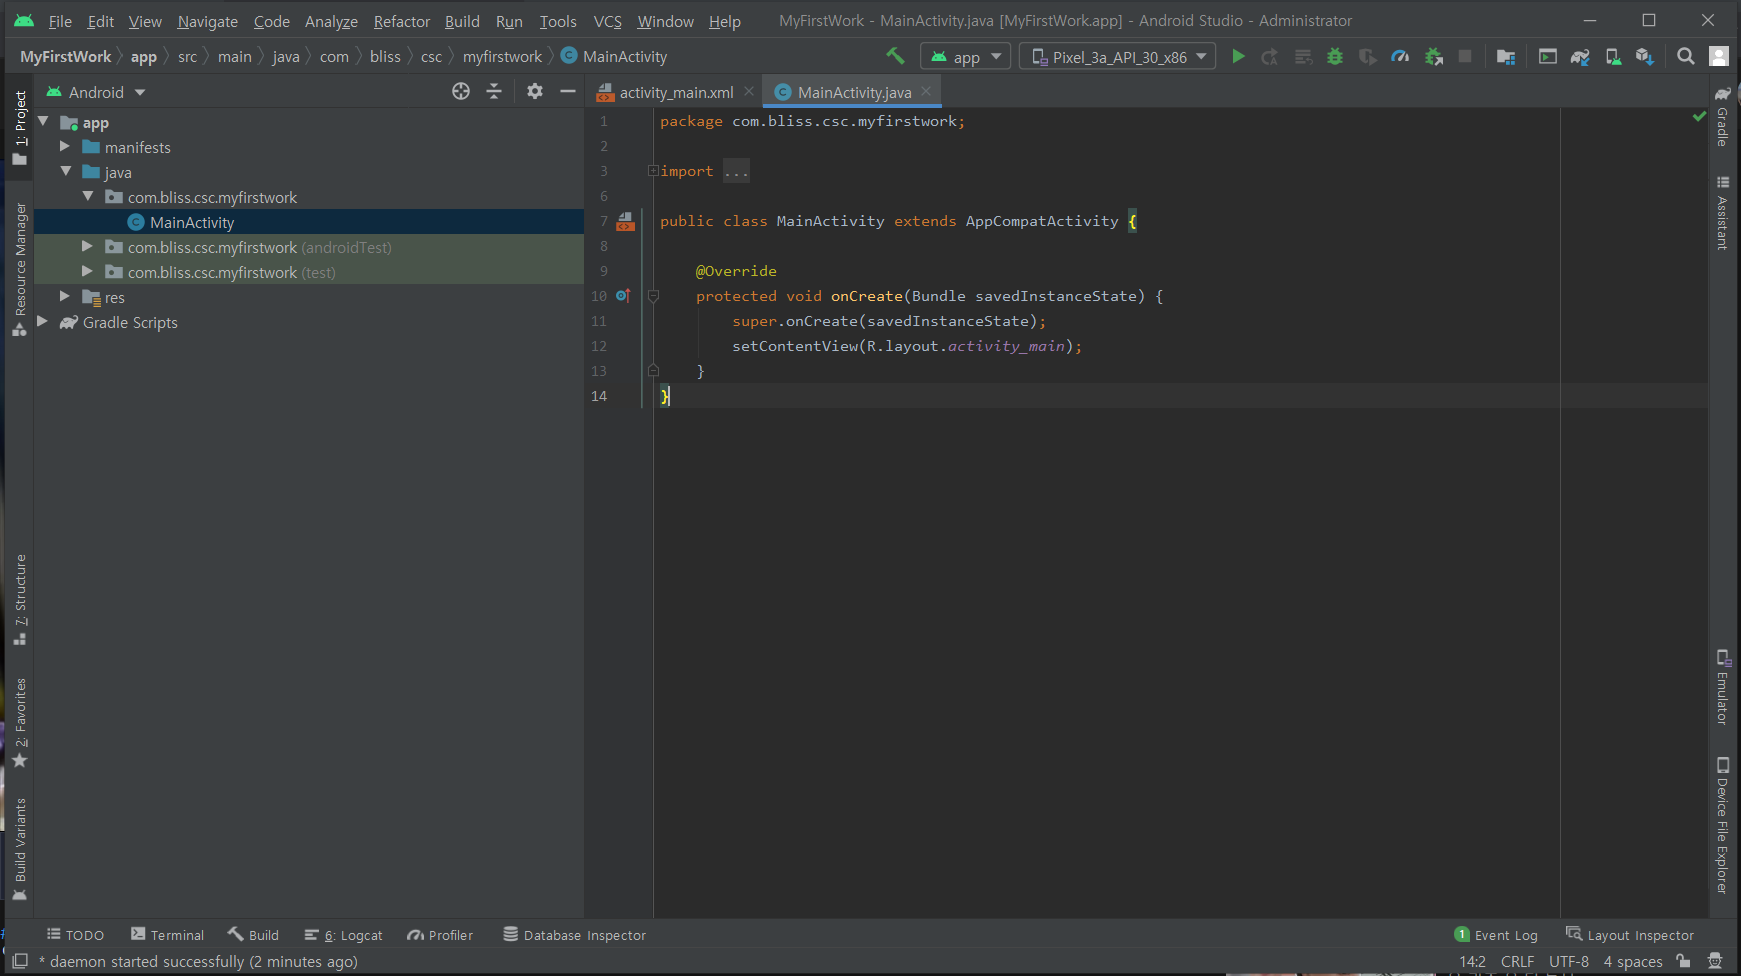 File Edit View Navigate Code Analyze Refactor Build Run Tools VCS Window Help MyFirstWork - MainActivity.java [MyFirstWork.app] - Android Studio - Administrator
MyFirstWork app src main java com bliss csc myfirstwork C MainActivity app Pixel_3a_API_30_x86
Android
activity_main.xml
C MainActivity.java
1: Project
Resource Manager
7: Structure
2: Favorites
Build Variants
app
manifests
java
com.bliss.csc.myfirstwork
C MainActivity
com.bliss.csc.myfirstwork (androidTest)
com.bliss.csc.myfirstwork (test)
res
Gradle Scripts
1 package com.bliss.csc.myfirstwork;
2
3 import ...
6
7 public class MainActivity extends AppCompatActivity {
8
9 @Override
10 protected void onCreate(Bundle savedInstanceState) {
11 super.onCreate(savedInstanceState);
12 setContentView(R.layout.activity_main);
13 }
14 }
Gradle
Assistant
Emulator
Device File Explorer
TODO Terminal Build 6: Logcat Profiler Database Inspector 1 Event Log Layout Inspector
* daemon started successfully (2 minutes ago) 14:2 CRLF UTF-8 4 spaces